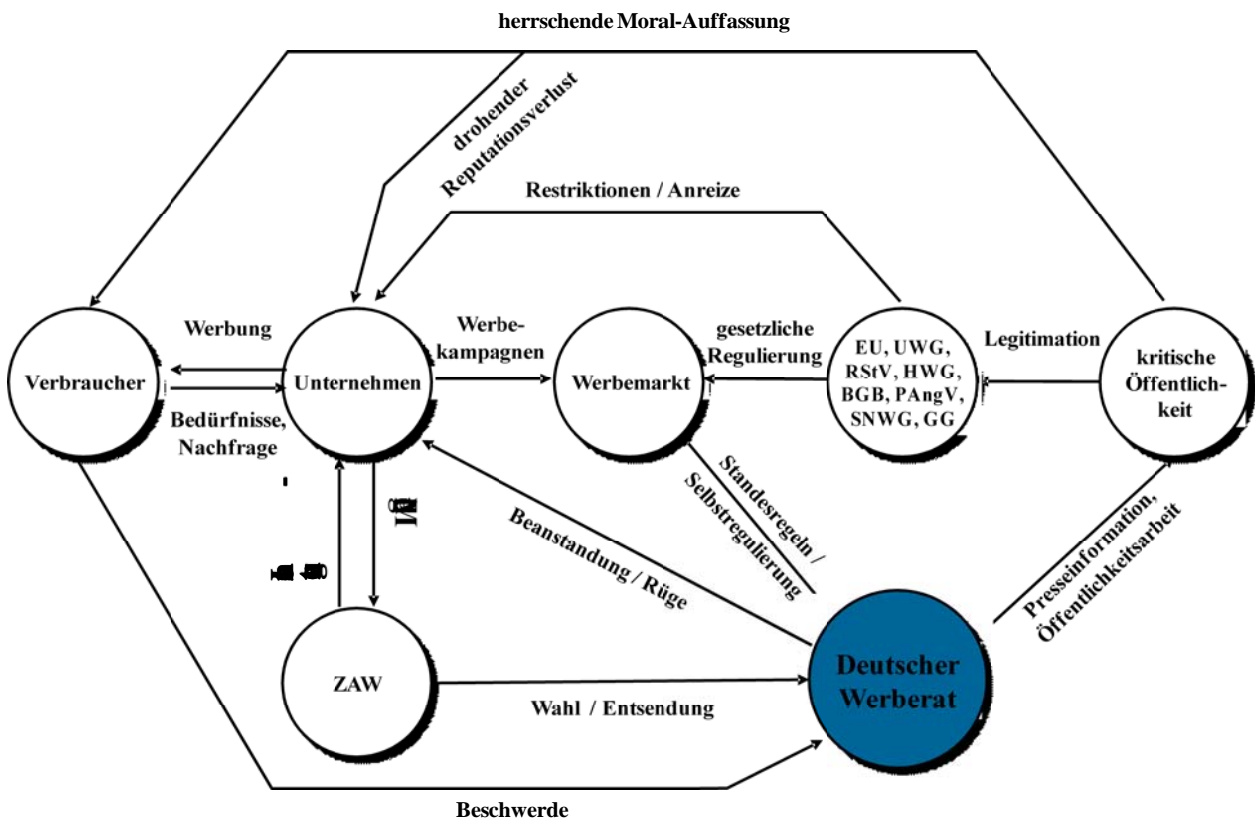 herrschende Moral-Auffassung
drohender
Reputationsverlust
Restriktionen / Anreize
Werbung
Werbe-
kampagnen
gesetzliche
Regulierung
Legitimation
Verbraucher
Unternehmen
Werbemarkt
EU, UWG,
RStV, HWG,
BGB, PAngV,
SNWG, GG
kritische
Öffentlich-
keit
Bedürfnisse,
Nachfrage
Beanstandung / Rüge
Standesregeln /
Selbstregulierung
Presseinformation,
Öffentlichkeitsarbeit
ZAW
Wahl / Entsendung
Deutscher
Werberat
Beschwerde